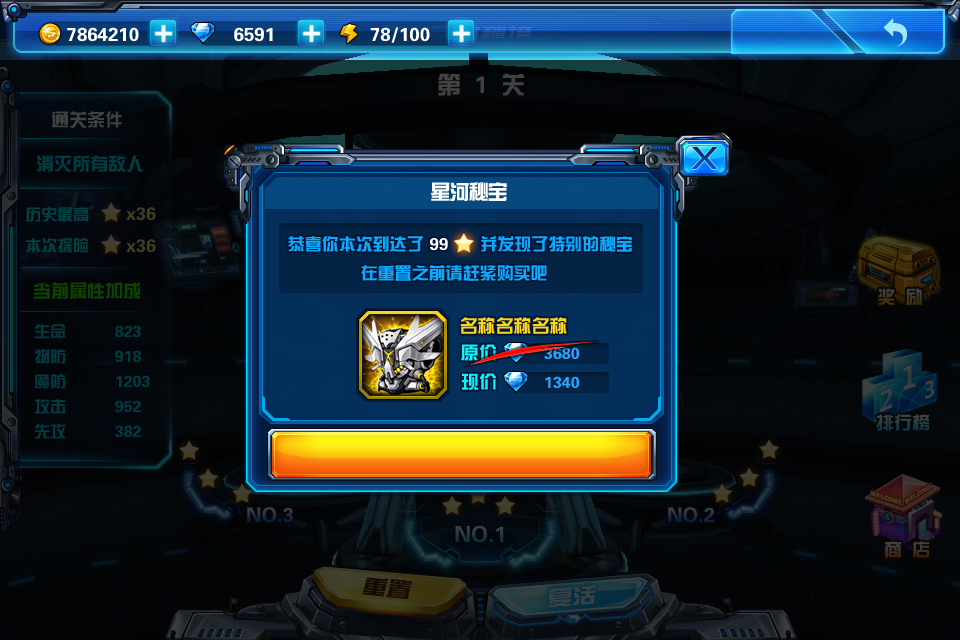 7864210
6591
78/100
第 1 关
通关条件
消灭所有敌人
历史最高 x36
本次探险 x36
当前属性加成
生命 823
物防 918
魔防 1203
攻击 952
先攻 382
星河秘宝
恭喜你本次到达了 99 并发现了特别的秘宝
在重置之前请赶紧购买吧
名称名称名称
原价 3680
现价 1340
奖励
1
2 3
排行榜
WELCOME WELCOME
商店
NO.3
NO.1
NO.2
重置
复活